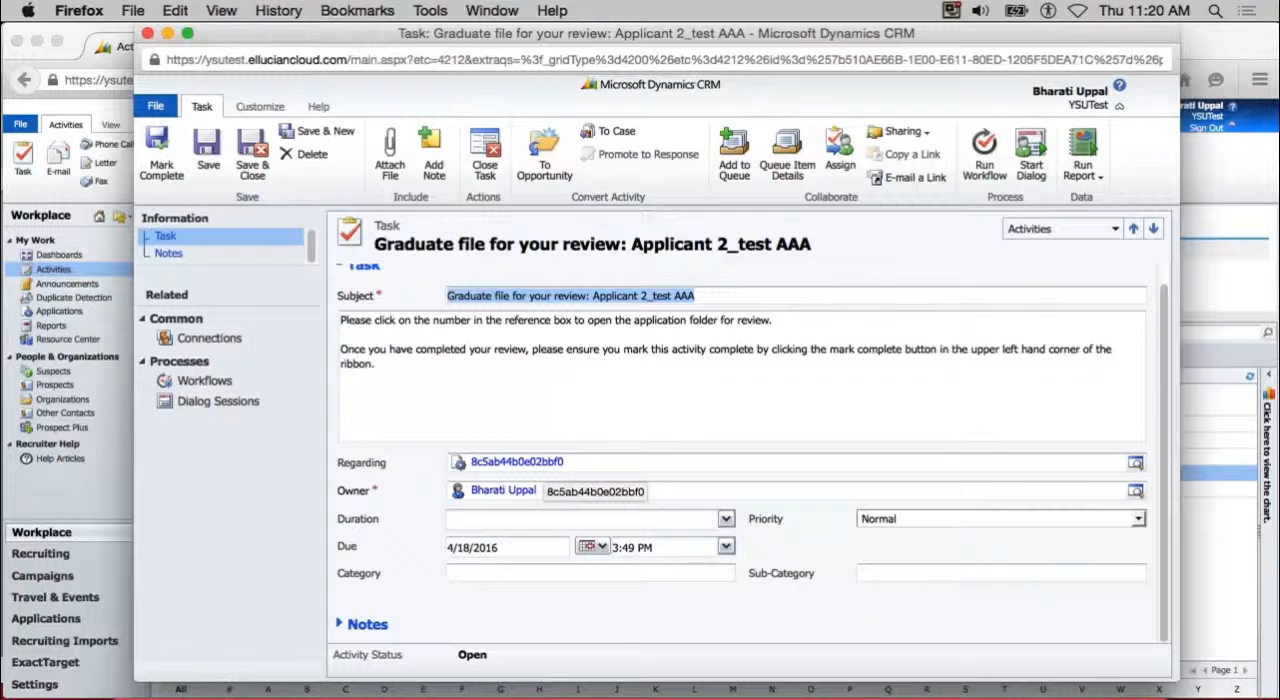 Firefox File Edit View History Bookmarks Tools Window Help Thu 11:20 AM
Task: Graduate file for your review: Applicant 2_test AAA - Microsoft Dynamics CRM
Act
https://ysutest.elluciancloud.com/main.aspx?etc=4212&extraqs=%3f_gridType%3d4200%26etc%3d4212%26id%3d%257b510AE66B-1E00-E611-80ED-1205F5DEA71C%257d%26p
https://ysute
Microsoft Dynamics CRM
Bharati Uppal
YSUTest
rati Uppal
YSUTest
Sign Out
File Activities View
File Task Customize Help
Phone Cal
Letter
Fax
Task E-mail
Mark Complete
Save
Save & Close
Save & New
Delete
Save
Attach File
Add Note
Include
Close Task
Actions
To Opportunity
To Case
Promote to Response
Convert Activity
Add to Queue
Queue Item Details
Assign
Sharing
Copy a Link
E-mail a Link
Collaborate
Run Workflow
Start Dialog
Process
Run Report
Data
Workplace
My Work
Dashboards
Activities
Announcements
Duplicate Detection
Applications
Reports
Resource Center
People & Organizations
Suspects
Prospects
Organizations
Other Contacts
Prospect Plus
Recruiter Help
Help Articles
Workplace
Recruiting
Campaigns
Travel & Events
Applications
Recruiting Imports
ExactTarget
Settings
Information
Task
Notes
Related
Common
Connections
Processes
Workflows
Dialog Sessions
Task
Graduate file for your review: Applicant 2_test AAA
Activities
Task
Subject * Graduate file for your review: Applicant 2_test AAA
Please click on the number in the reference box to open the application folder for review.
Once you have completed your review, please ensure you mark this activity complete by clicking the mark complete button in the upper left hand corner of the
ribbon.
Regarding 8c5ab44b0e02bbf0
Owner * Bharati Uppal 8c5ab44b0e02bbf0
Duration Priority Normal
Due 4/18/2016 3:49 PM
Category Sub-Category
Notes
Activity Status Open
Click here to view the chart.
Page 1
All # A B C D E F G H I J K L M N O P Q R S T U V W X Y Z